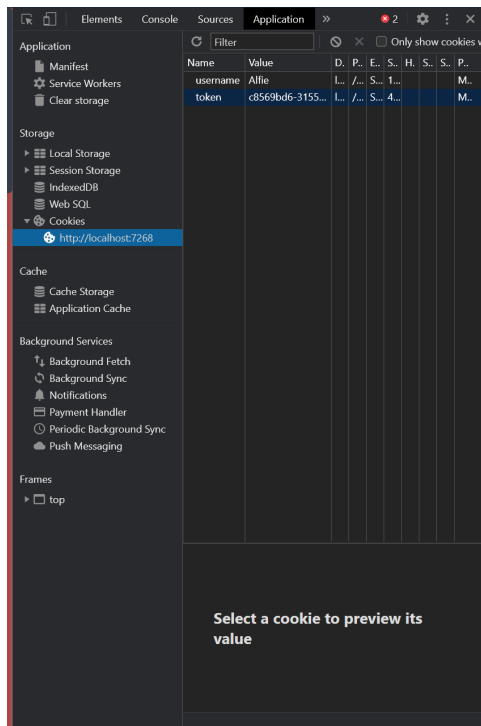 Elements Console Sources Application » 2
Application
Manifest
Service Workers
Clear storage
Storage
Local Storage
Session Storage
IndexedDB
Web SQL
Cookies
http://localhost:7268
Cache
Cache Storage
Application Cache
Background Services
Background Fetch
Background Sync
Notifications
Payment Handler
Periodic Background Sync
Push Messaging
Frames
top
Filter Only show cookies w
Name Value D. P.. E.. S.. H. S.. S.. P..
username Alfie l... /... S... 1... M..
token c8569bd6-3155... l... /... S... 4... M..
Select a cookie to preview its
value